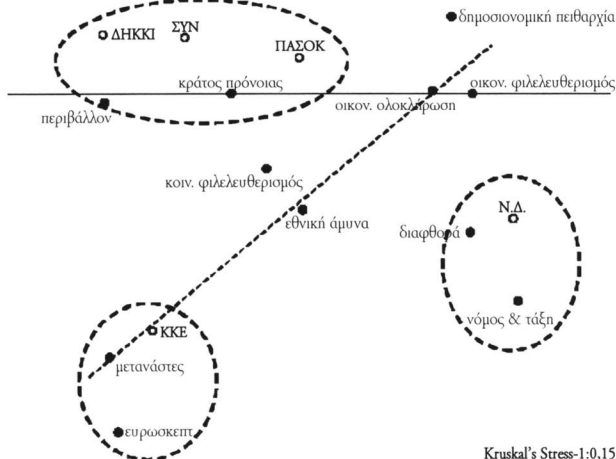 δημοσιονομική πειθαρχία
ΔΗΚΚΙ
ΣΥΝ
ΠΑΣΟΚ
κράτος πρόνοιας
οικον. ολοκλήρωση
οικον. φιλελευθερισμός
περιβάλλον
κοιν. φιλελευθερισμός
εθνική άμυνα
διαφθορά
Ν.Δ.
νόμος & τάξη
ΚΚΕ
μετανάστες
ευρωσκεπτ.
Kruskal's Stress-1:0,15